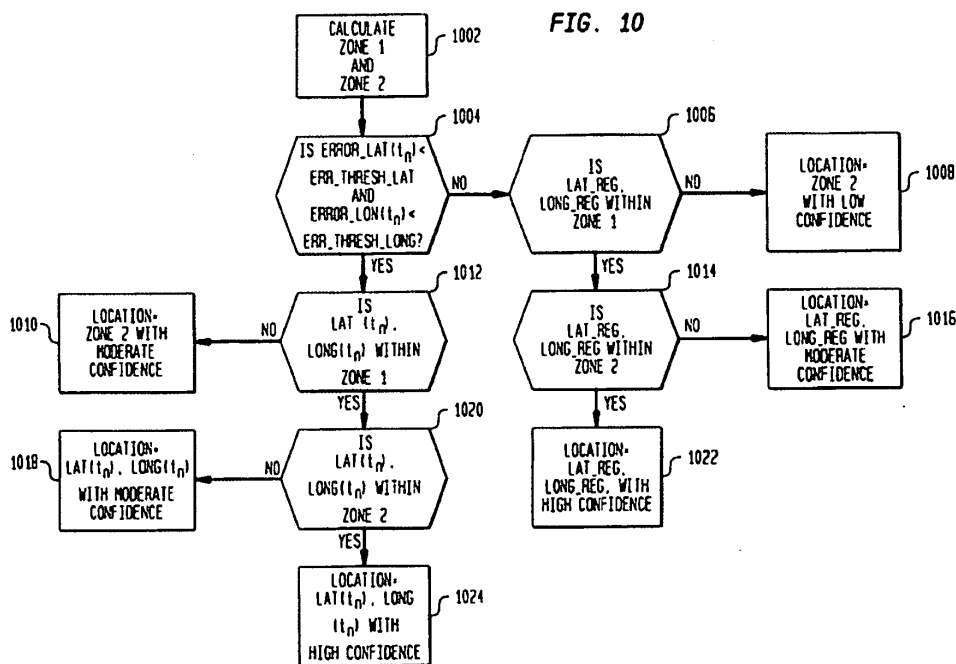 FIG. 10
CALCULATE
ZONE 1
AND
ZONE 2
1002
1004
IS ERROR_LAT(tn)<
ERR_THRESH_LAT
AND
ERROR_LON(tn)<
ERR_THRESH_LONG?
NO
YES
1006
IS
LAT_REG,
LONG_REG WITHIN
ZONE 1
NO
YES
LOCATION=
ZONE 2
WITH LOW
CONFIDENCE
1008
1012
IS
LAT (tn),
LONG(tn) WITHIN
ZONE 1
NO
YES
1010
LOCATION=
ZONE 2 WITH
MODERATE
CONFIDENCE
1014
IS
LAT_REG,
LONG_REG WITHIN
ZONE 2
NO
YES
LOCATION=
LAT_REG,
LONG_REG WITH
MODERATE
CONFIDENCE
1016
1020
IS
LAT(tn),
LONG(tn) WITHIN
ZONE 2
NO
YES
1018
LOCATION=
LAT(tn), LONG(tn)
WITH MODERATE
CONFIDENCE
LOCATION=
LAT_REG,
LONG_REG, WITH
HIGH CONFIDENCE
1022
LOCATION=
LAT(tn), LONG
(tn) WITH
HIGH CONFIDENCE
1024